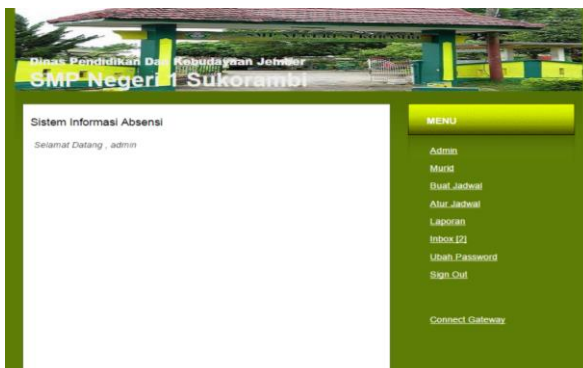 Dinas Pendidikan Dan Kebudayaan Jember
SMP Negeri 1 Sukorambi
Sistem Informasi Absensi
Selamat Datang , admin
MENU
Admin
Murid
Buat Jadwal
Atur Jadwal
Laporan
Inbox [2]
Ubah Password
Sign Out
Connect Gateway